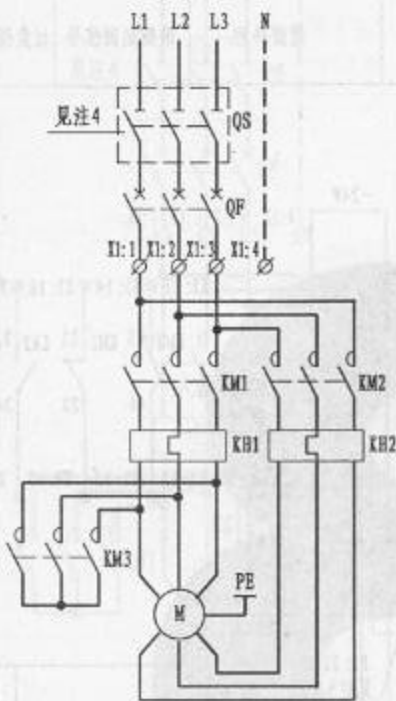 L1 L2 L3 N
见注4
QS
QF
X1:1 X1:2 X1:3 X1:4
KM1 KM2
KH1 KH2
KM3
PE
M